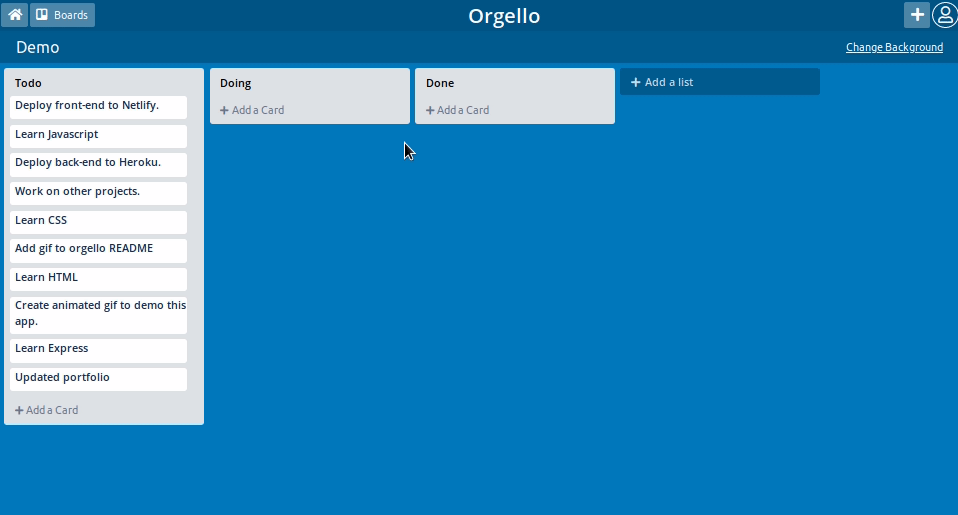 Boards
Orgello
Demo
Change Background
Todo
Deploy front-end to Netlify.
Learn Javascript
Deploy back-end to Heroku.
Work on other projects.
Learn CSS
Add gif to orgello README
Learn HTML
Create animated gif to demo this
app.
Learn Express
Updated portfolio
Add a Card
Doing
Add a Card
Done
Add a Card
Add a list